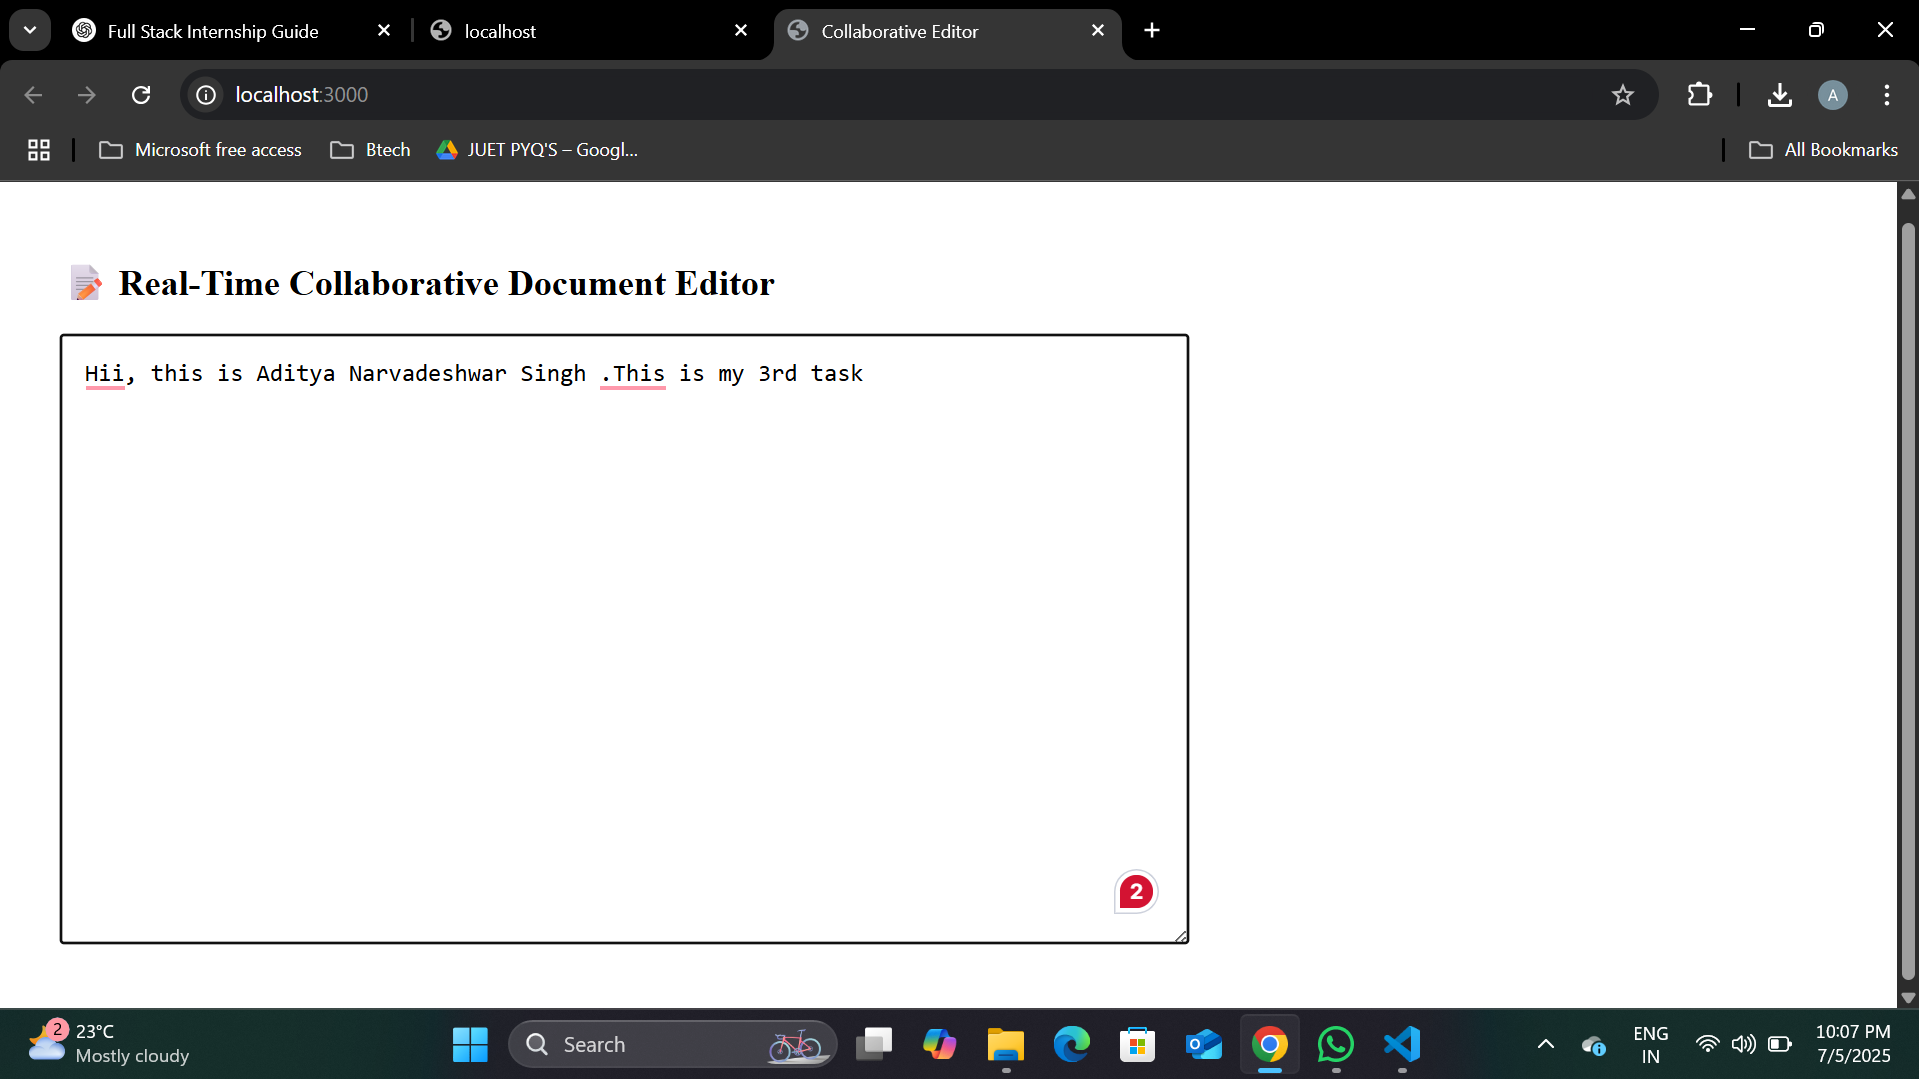 Full Stack Internship Guide
localhost
Collaborative Editor
localhost:3000
A
Microsoft free access
Btech
JUET PYQ'S – Googl...
All Bookmarks
Real-Time Collaborative Document Editor
Hii, this is Aditya Narvadeshwar Singh .This is my 3rd task
2
2
23°C
Mostly cloudy
Search
ENG
IN
10:07 PM
7/5/2025